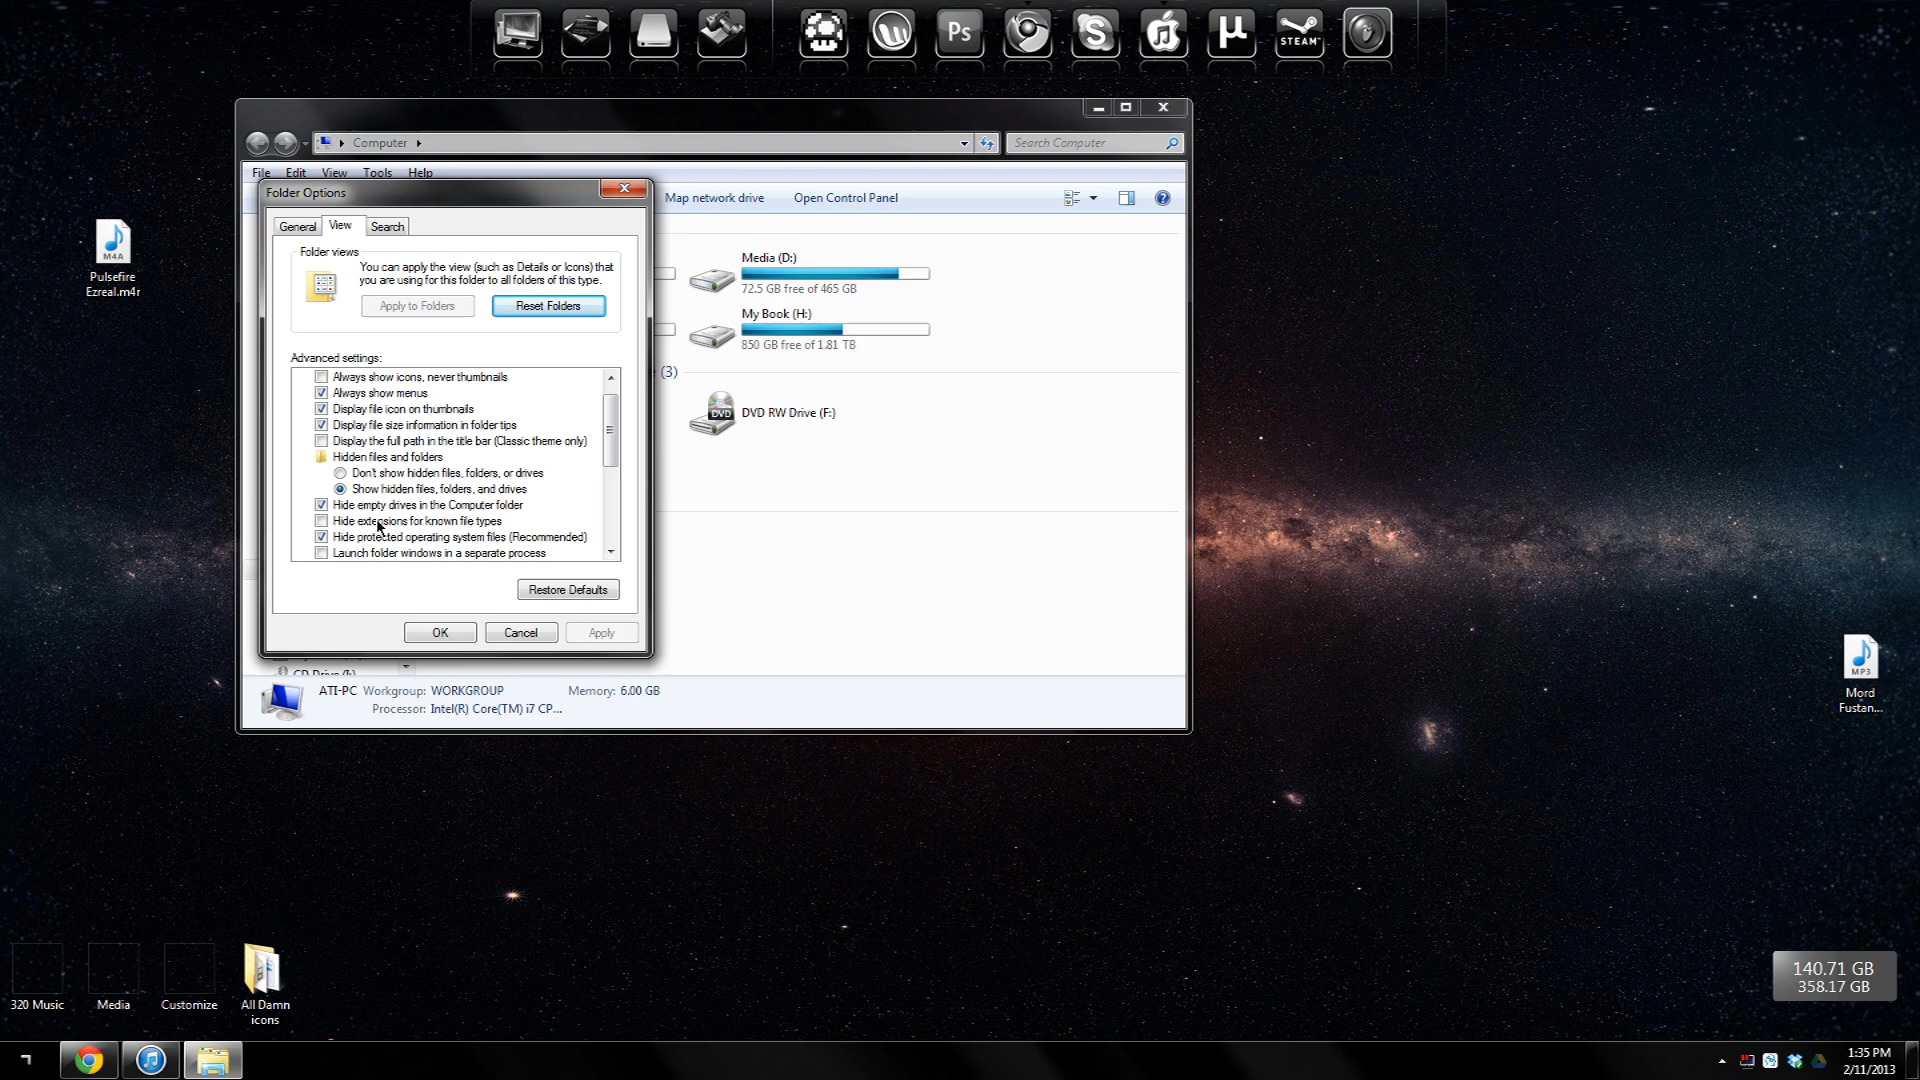 Ps
STEAM
Computer
Search Computer
File Edit View Tools Help
Folder Options
Map network drive
Open Control Panel
General View Search
Folder views
You can apply the view (such as Details or Icons) that
you are using for this folder to all folders of this type.
Apply to Folders
Reset Folders
Advanced settings:
Always show icons, never thumbnails
Always show menus
Display file icon on thumbnails
Display file size information in folder tips
Display the full path in the title bar (Classic theme only)
Hidden files and folders
Don't show hidden files, folders, or drives
Show hidden files, folders, and drives
Hide empty drives in the Computer folder
Hide extensions for known file types
Hide protected operating system files (Recommended)
Launch folder windows in a separate process
Restore Defaults
OK Cancel Apply
Media (D:)
72.5 GB free of 465 GB
My Book (H:)
850 GB free of 1.81 TB
(3)
DVD
DVD RW Drive (F:)
ATI-PC Workgroup: WORKGROUP Memory: 6.00 GB
Processor: Intel(R) Core(TM) i7 CP...
M4A
Pulsefire
Ezreal.m4r
MP3
Mord
Fustan...
320 Music
Media
Customize
All Damn
icons
140.71 GB
358.17 GB
1:35 PM
2/11/2013